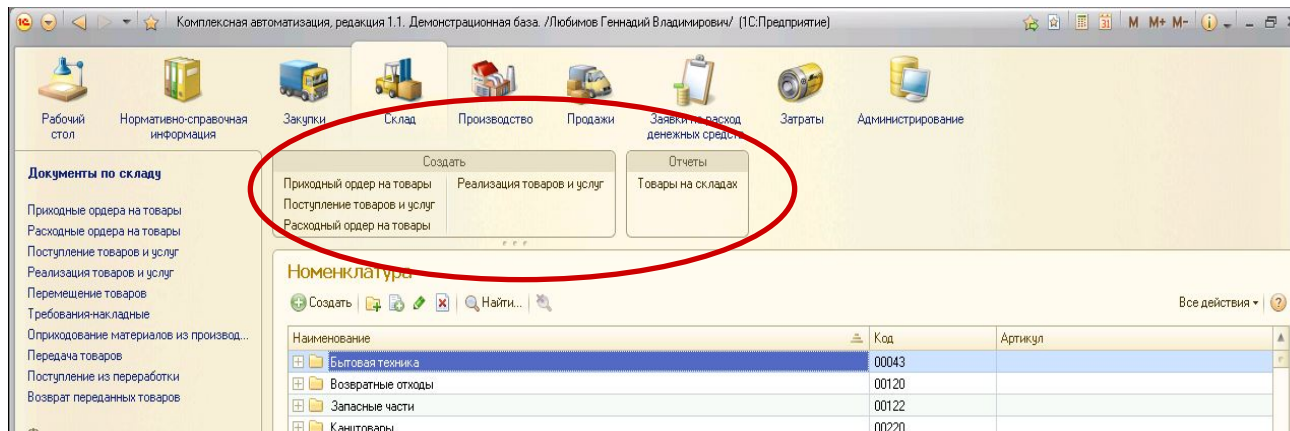 Комплексная автоматизация, редакция 1.1. Демонстрационная база. /Любимов Геннадий Владимирович/ (1С:Предприятие)
M M+ M-
Рабочий стол
Нормативно-справочная информация
Закупки
Склад
Производство
Продажи
Заявки на расход денежных средств
Затраты
Администрирование
Документы по складу
Приходные ордера на товары
Расходные ордера на товары
Поступление товаров и услуг
Реализация товаров и услуг
Перемещение товаров
Требования-накладные
Оприходование материалов из производ...
Передача товаров
Поступление из переработки
Возврат переданных товаров
Создать
Приходный ордер на товары
Поступление товаров и услуг
Расходный ордер на товары
Реализация товаров и услуг
Отчеты
Товары на складах
Номенклатура
Создать
Найти...
Все действия
Наименование Код Артикул
Бытовая техника 00043
Возвратные отходы 00120
Запасные части 00122
Канцтовары 00220